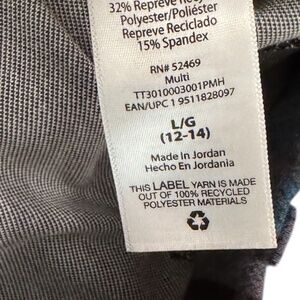 32% Repreve Recycled
Polyester/Poliéster
Repreve Reciclado
15% Spandex
RN# 52469
Multi
TT3010003001PMH
EAN/UPC 1 9511828097
L/G
(12-14)
Made in Jordan
Hecho En Jordania
THIS LABEL YARN IS MADE
OUT OF 100% RECYCLED
POLYESTER MATERIALS